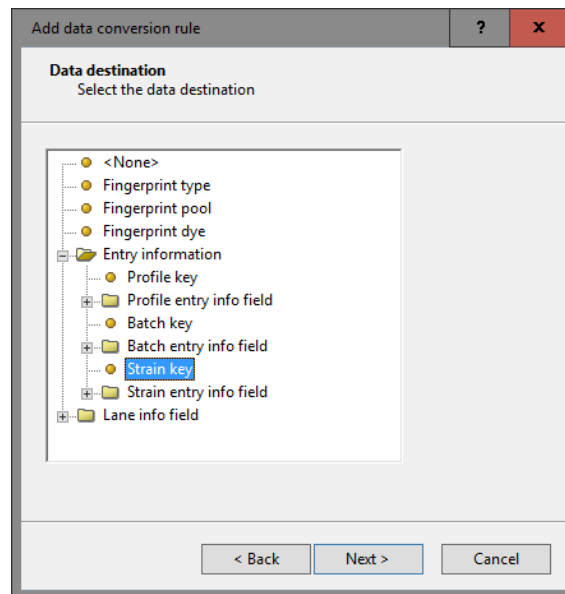 Add data conversion rule
? x
Data destination
Select the data destination
<None>
Fingerprint type
Fingerprint pool
Fingerprint dye
Entry information
Profile key
Profile entry info field
Batch key
Batch entry info field
Strain key
Strain entry info field
Lane info field
< Back Next > Cancel